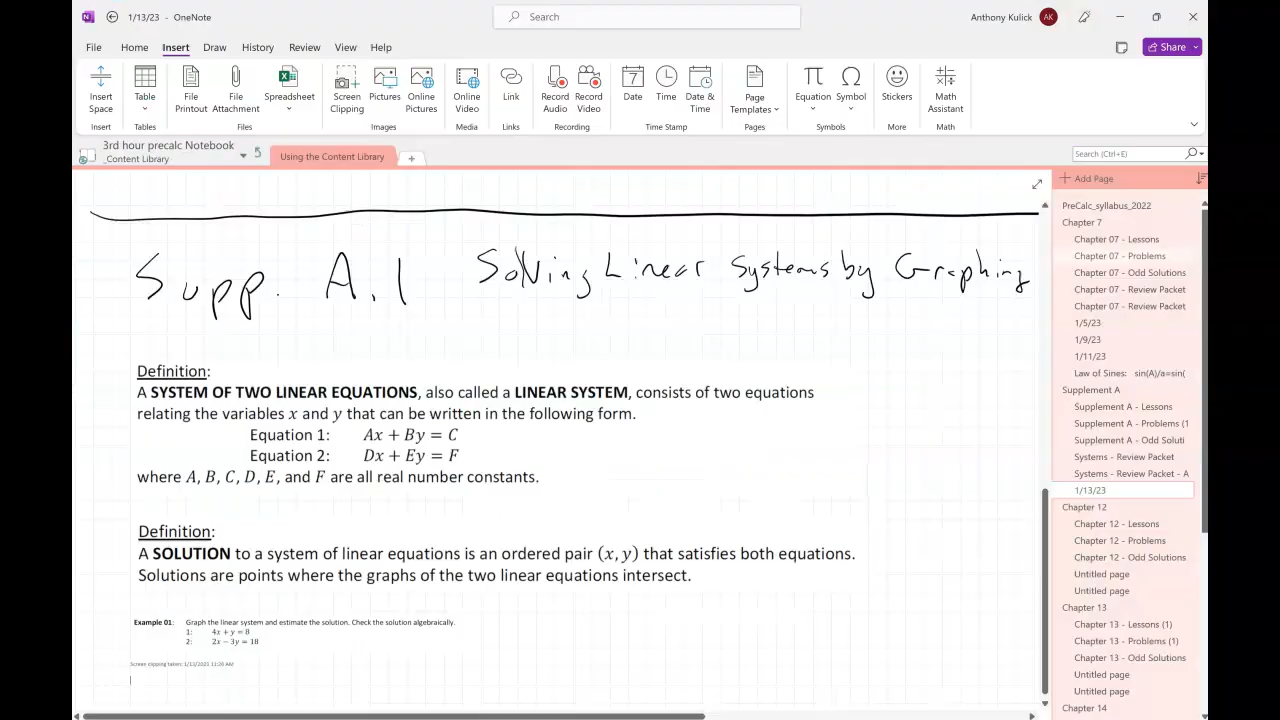 1/13/23 - OneNote
Search
Anthony Kulick
AK
File Home Insert Draw History Review View Help
Share
Insert Space
Table
File Printout
File Attachment
Spreadsheet
Screen Clipping
Pictures
Online Pictures
Online Video
Link
Record Audio
Record Video
Date
Time
Date & Time
Page Templates
Equation
Symbol
Stickers
Math Assistant
Insert Tables Files Images Media Links Recording Time Stamp Pages Symbols More Math
3rd hour precalc Notebook
_Content Library
Using the Content Library
Search (Ctrl+E)
Supp. A.1 Solving Linear Systems by Graphing
Definition:
A SYSTEM OF TWO LINEAR EQUATIONS, also called a LINEAR SYSTEM, consists of two equations
relating the variables x and y that can be written in the following form.
Equation 1: Ax + By = C
Equation 2: Dx + Ey = F
where A, B, C, D, E, and F are all real number constants.
Definition:
A SOLUTION to a system of linear equations is an ordered pair (x, y) that satisfies both equations.
Solutions are points where the graphs of the two linear equations intersect.
Example 01: Graph the linear system and estimate the solution. Check the solution algebraically.
1: 4x + y = 8
2: 2x − 3y = 18
Screen clipping taken: 1/13/2023 11:26 AM
Add Page
PreCalc_syllabus_2022
Chapter 7
Chapter 07 - Lessons
Chapter 07 - Problems
Chapter 07 - Odd Solutions
Chapter 07 - Review Packet
Chapter 07 - Review Packet
1/5/23
1/9/23
1/11/23
Law of Sines: sin(A)/a=sin(
Supplement A
Supplement A - Lessons
Supplement A - Problems (1
Supplement A - Odd Soluti
Systems - Review Packet
Systems - Review Packet - A
1/13/23
Chapter 12
Chapter 12 - Lessons
Chapter 12 - Problems
Chapter 12 - Odd Solutions
Untitled page
Untitled page
Chapter 13
Chapter 13 - Lessons (1)
Chapter 13 - Problems (1)
Chapter 13 - Odd Solutions
Untitled page
Untitled page
Chapter 14